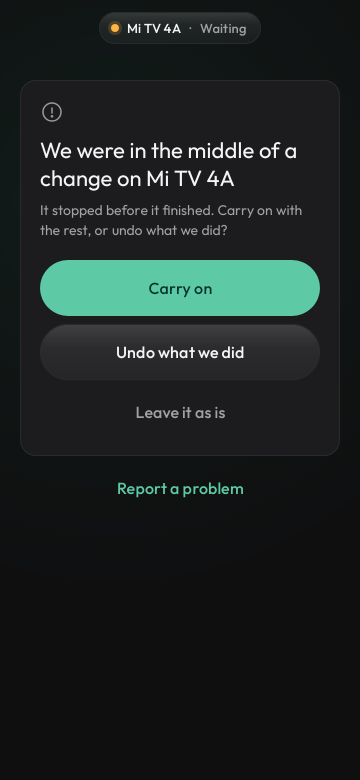 Mi TV 4A · Waiting
We were in the middle of a
change on Mi TV 4A
It stopped before it finished. Carry on with
the rest, or undo what we did?
Carry on
Undo what we did
Leave it as is
Report a problem